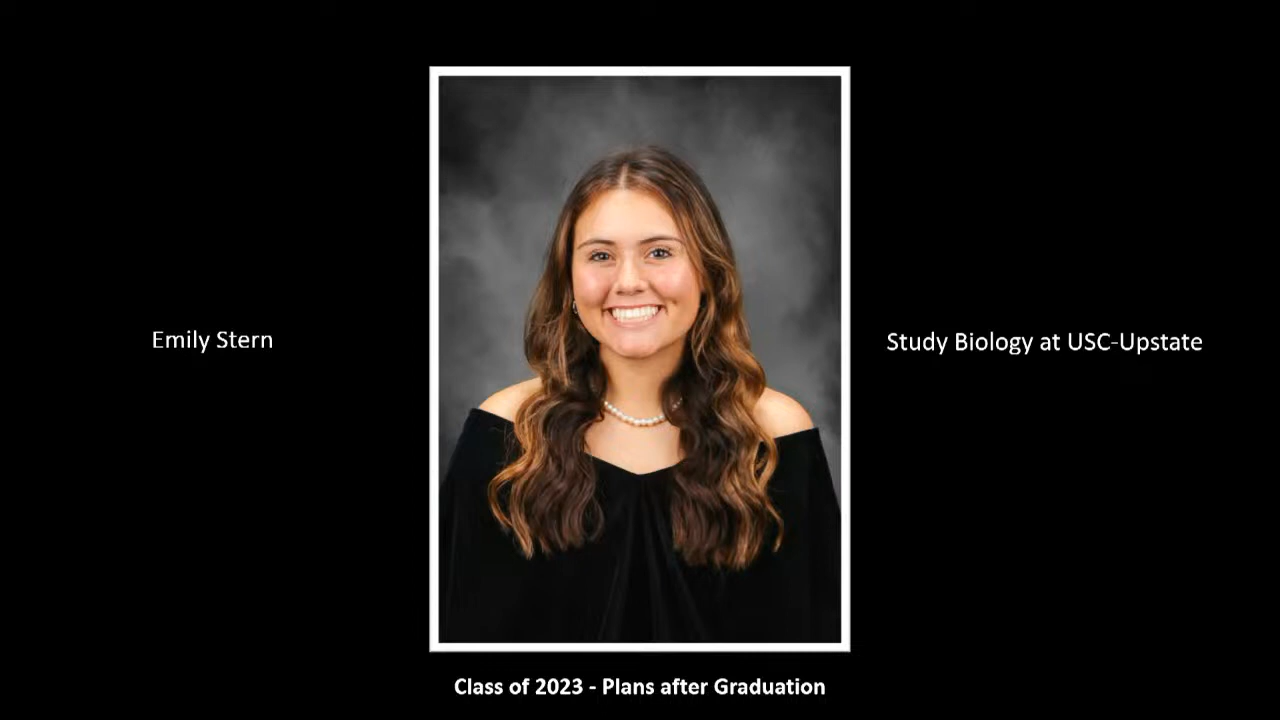 Emily Stern
Study Biology at USC-Upstate
Class of 2023 - Plans after Graduation